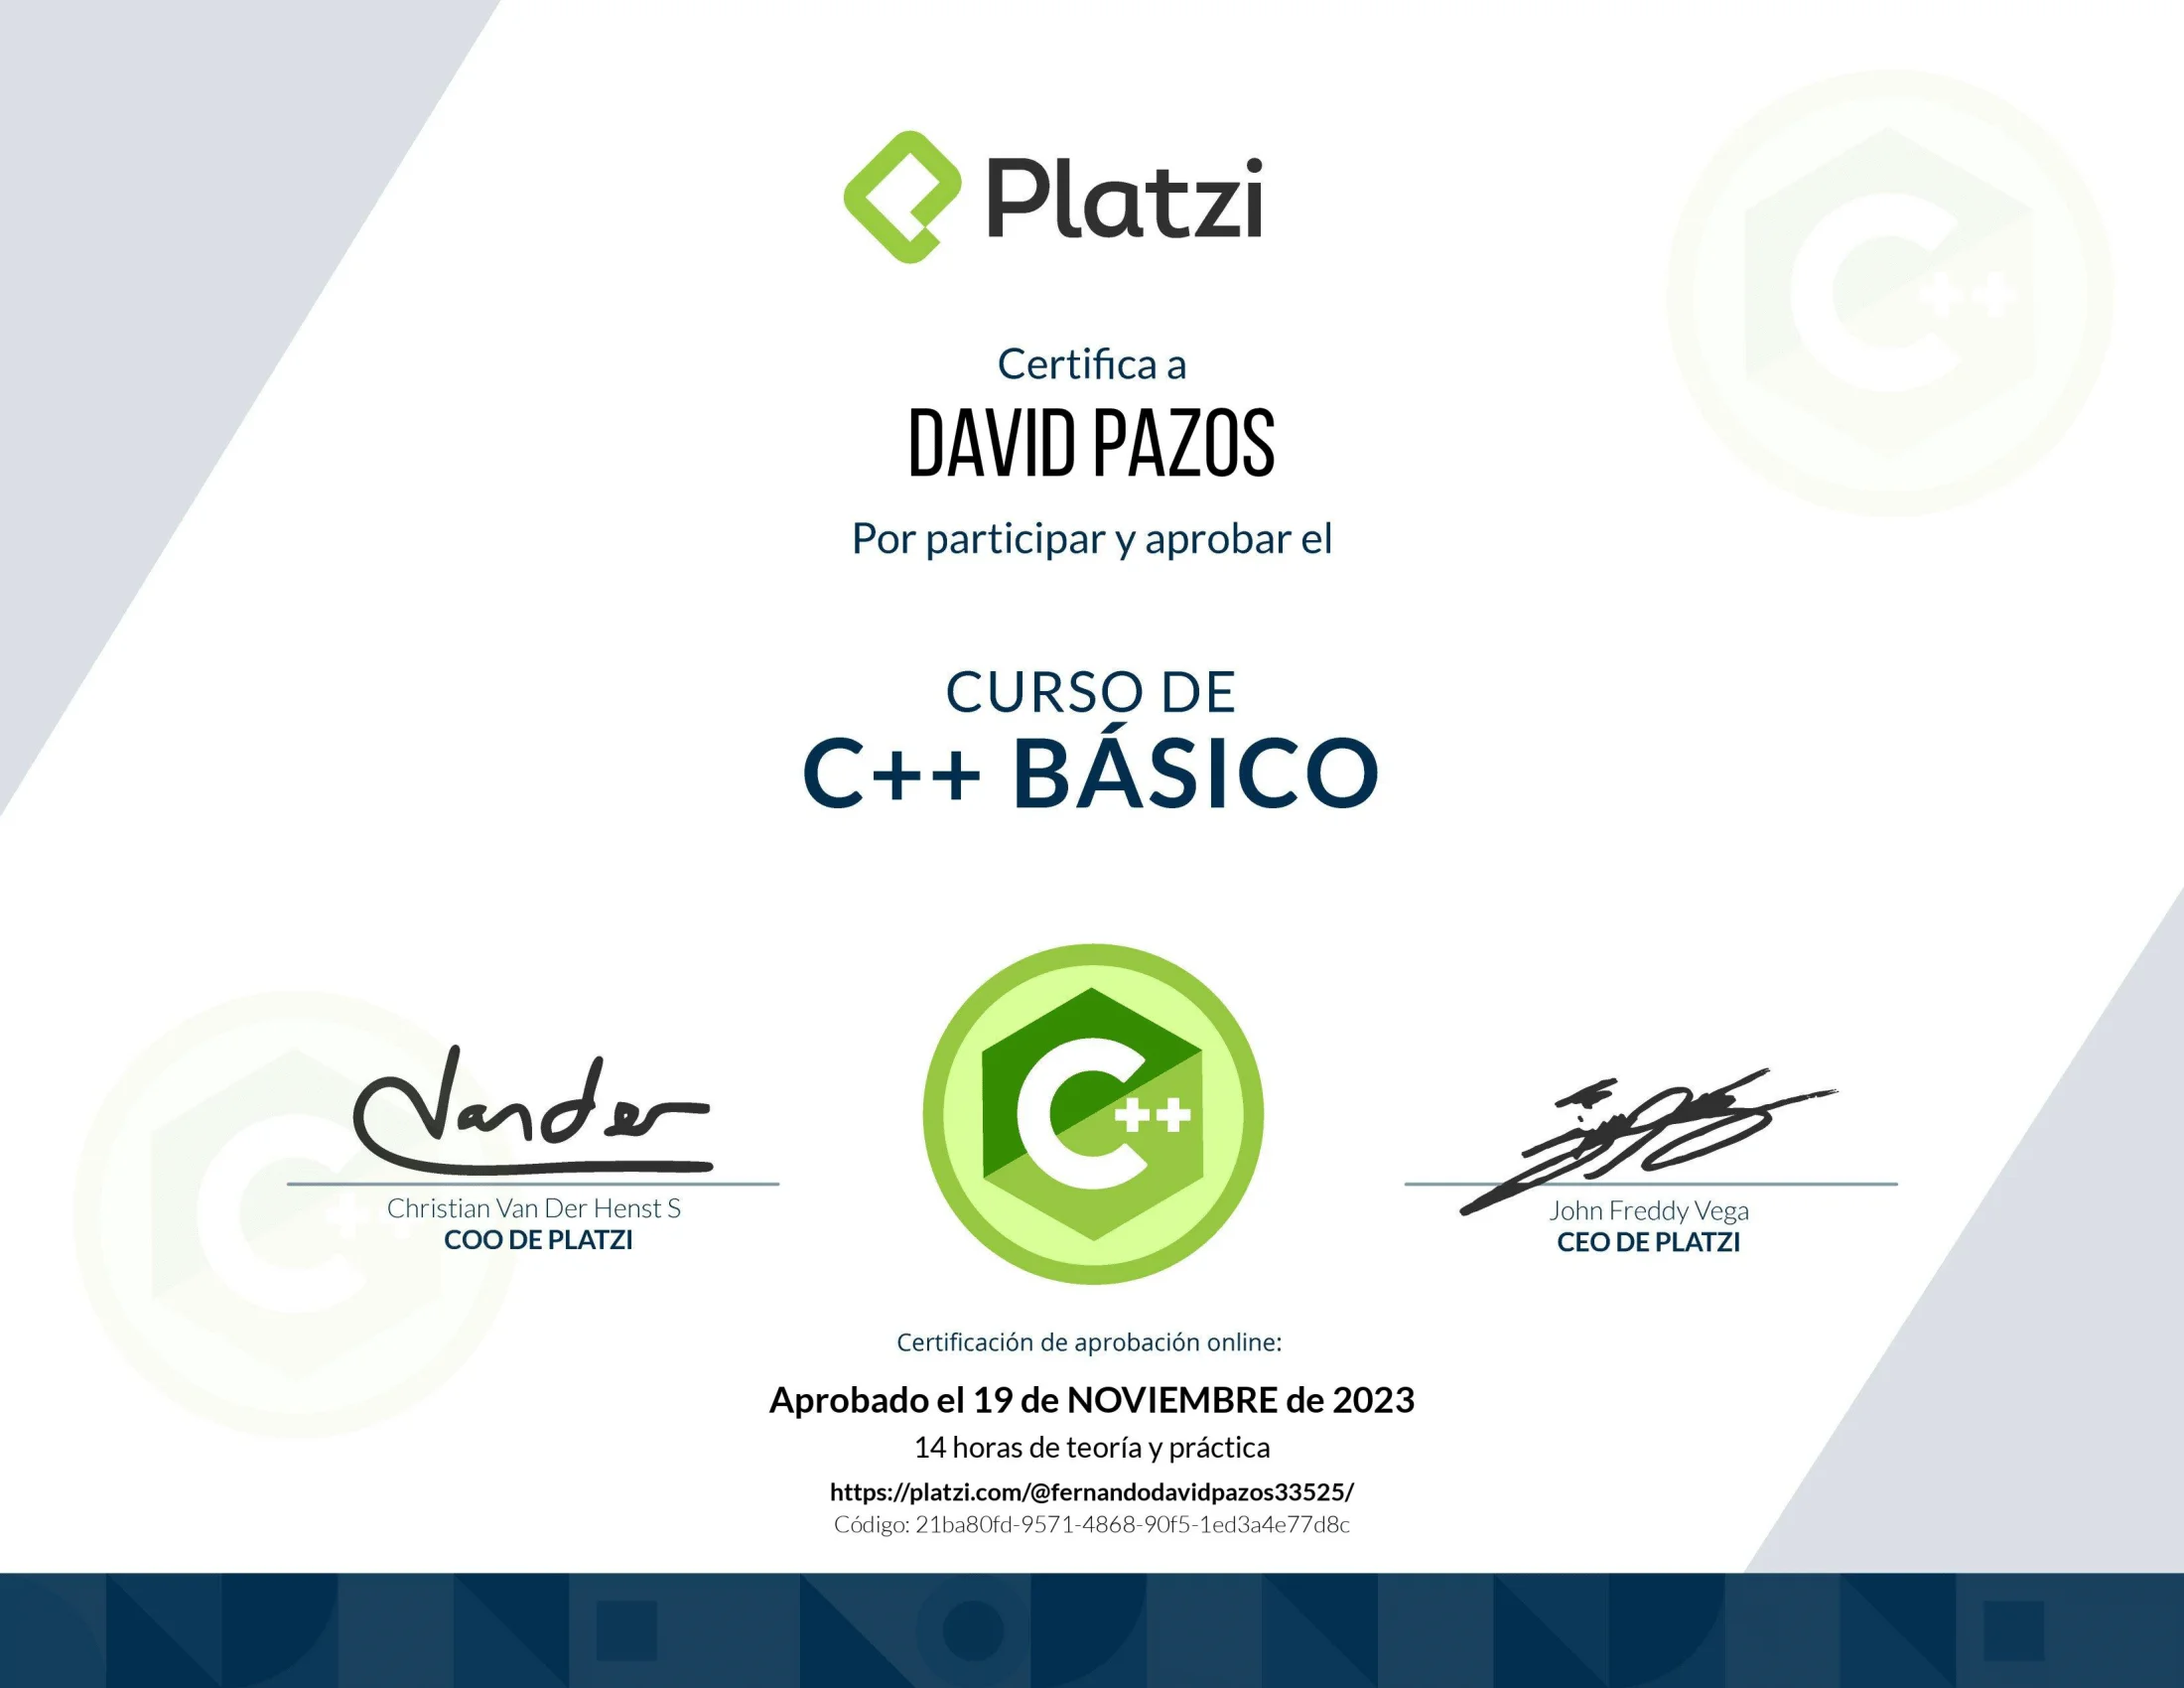 Platzi
Certifica a
DAVID PAZOS
Por participar y aprobar el
CURSO DE
C++ BÁSICO
Vander
C++
Christian Van Der Henst S
COO DE PLATZI
John Freddy Vega
CEO DE PLATZI
Certificación de aprobación online:
Aprobado el 19 de NOVIEMBRE de 2023
14 horas de teoría y práctica
https://platzi.com/@fernandodavidpazos33525/
Código: 21ba80fd-9571-4868-90f5-1ed3a4e77d8c